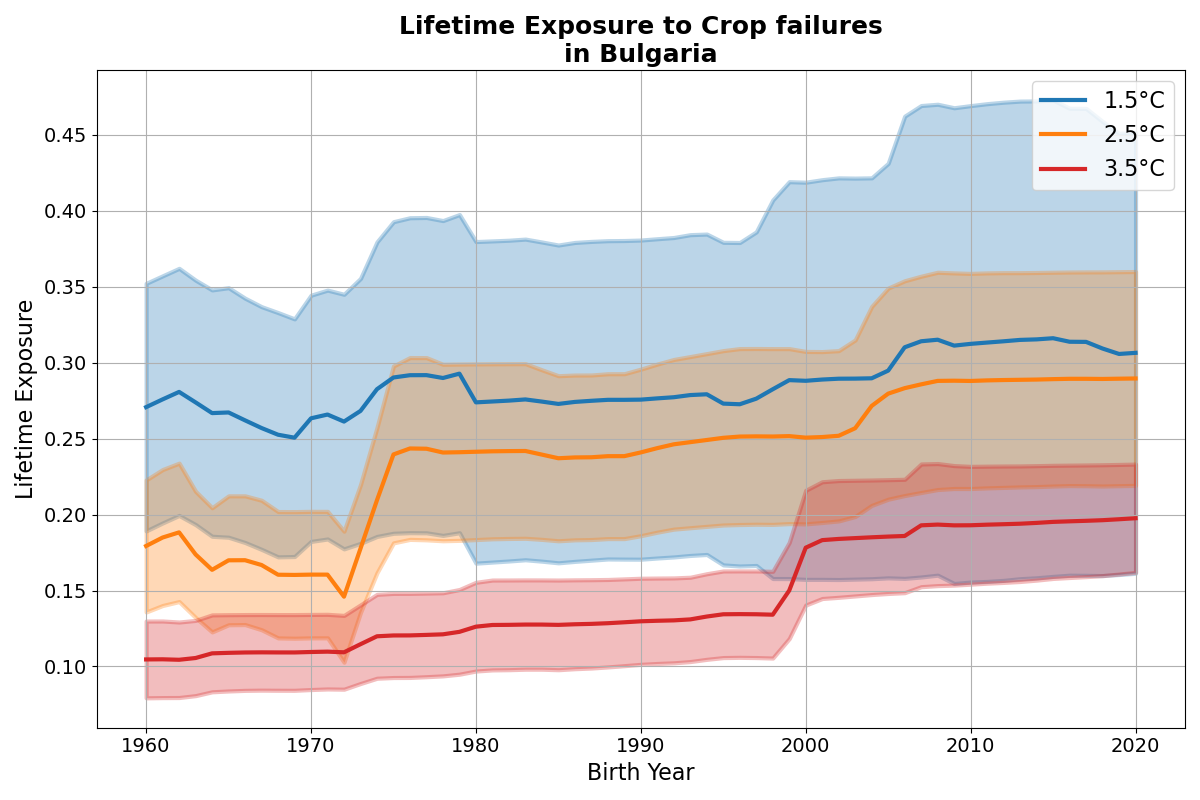 Lifetime Exposure to Crop failures
in Bulgaria
1.5°C
2.5°C
3.5°C
Lifetime Exposure
0.45
0.40
0.35
0.30
0.25
0.20
0.15
0.10
1960
1970
1980
1990
2000
2010
2020
Birth Year